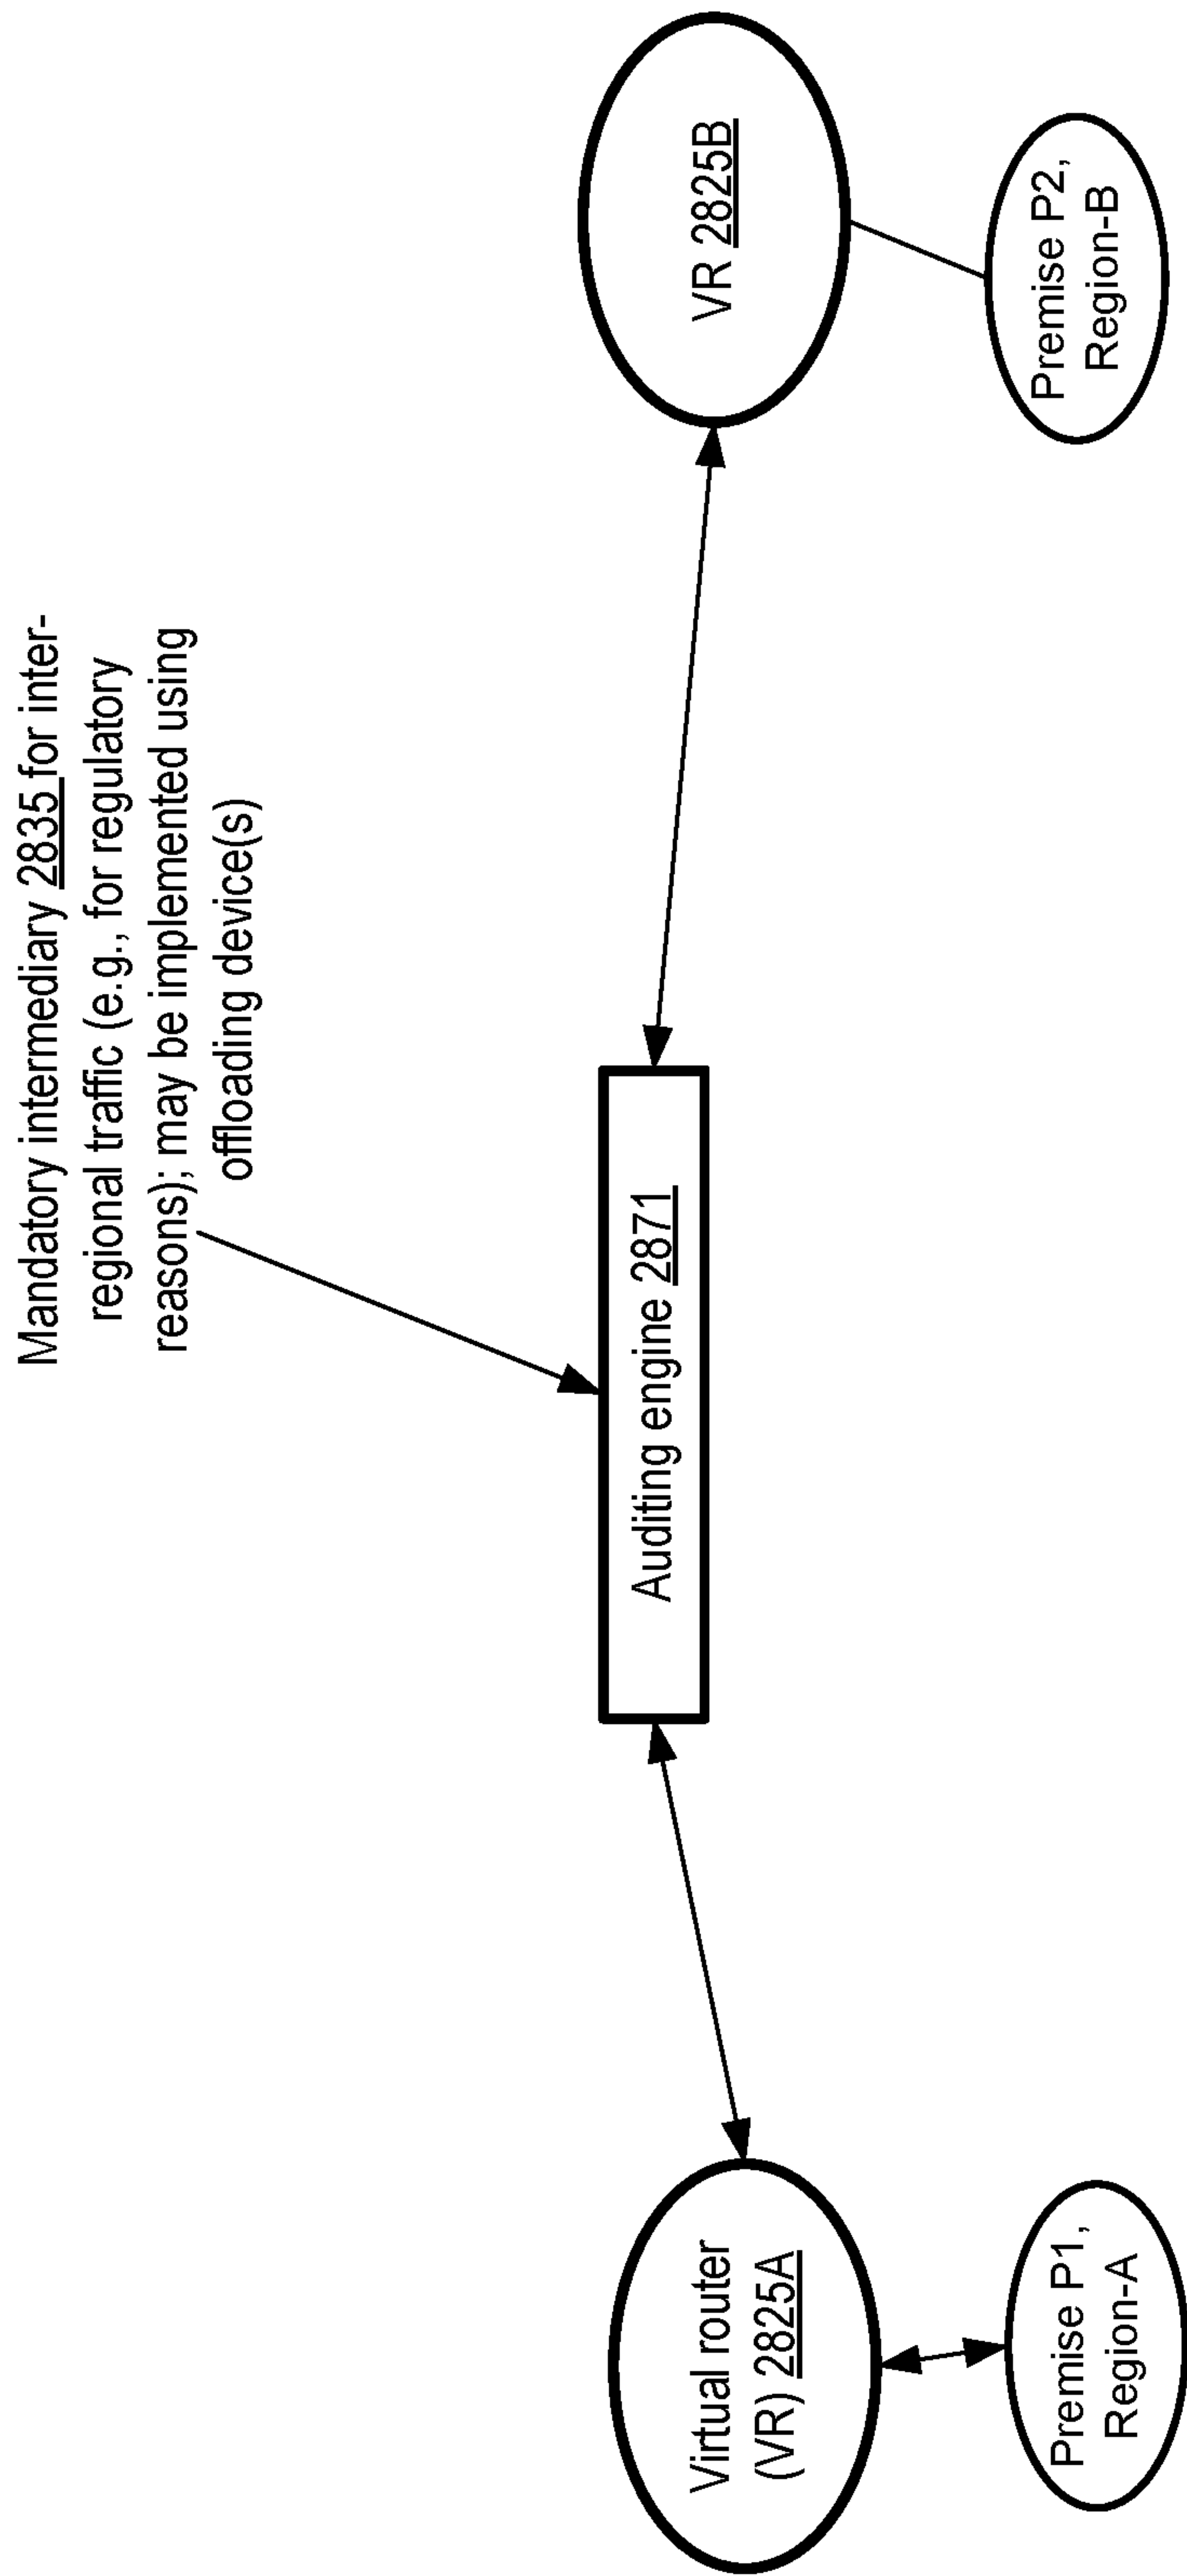 Mandatory intermediary 2835 for inter-
regional traffic (e.g., for regulatory
reasons); may be implemented using
offloading device(s)
Virtual router
(VR) 2825A
Auditing engine 2871
VR 2825B
Premise P1,
Region-A
Premise P2,
Region-B